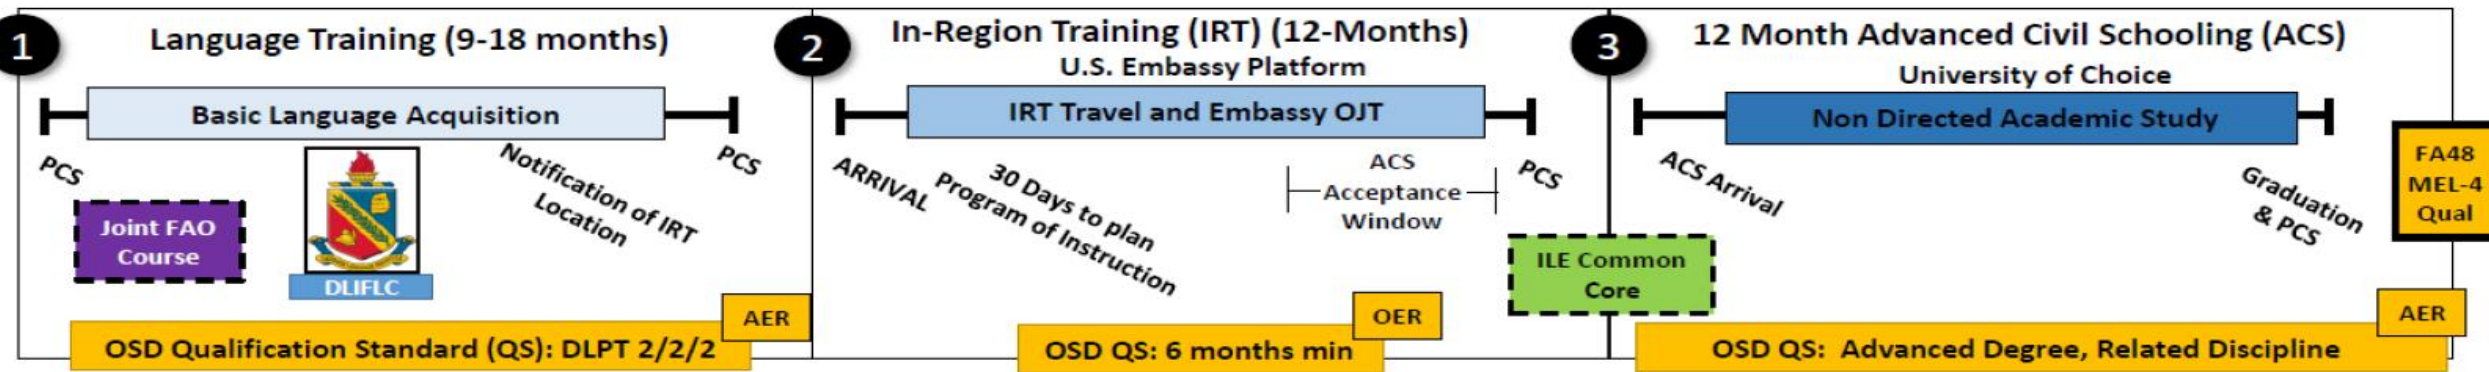 1
Language Training (9-18 months)
Basic Language Acquisition
PCS
Notification of IRT
Location
PCS
Joint FAO
Course
DLIFLC
AER
OSD Qualification Standard (QS): DLPT 2/2/2
2
In-Region Training (IRT) (12-Months)
U.S. Embassy Platform
IRT Travel and Embassy OJT
ARRIVAL
30 Days to plan
Program of Instruction
ACS
Acceptance
Window
PCS
OER
OSD QS: 6 months min
ILE Common
Core
3
12 Month Advanced Civil Schooling (ACS)
University of Choice
Non Directed Academic Study
ACS Arrival
Graduation
& PCS
FA48
MEL-4
Qual
AER
OSD QS: Advanced Degree, Related Discipline